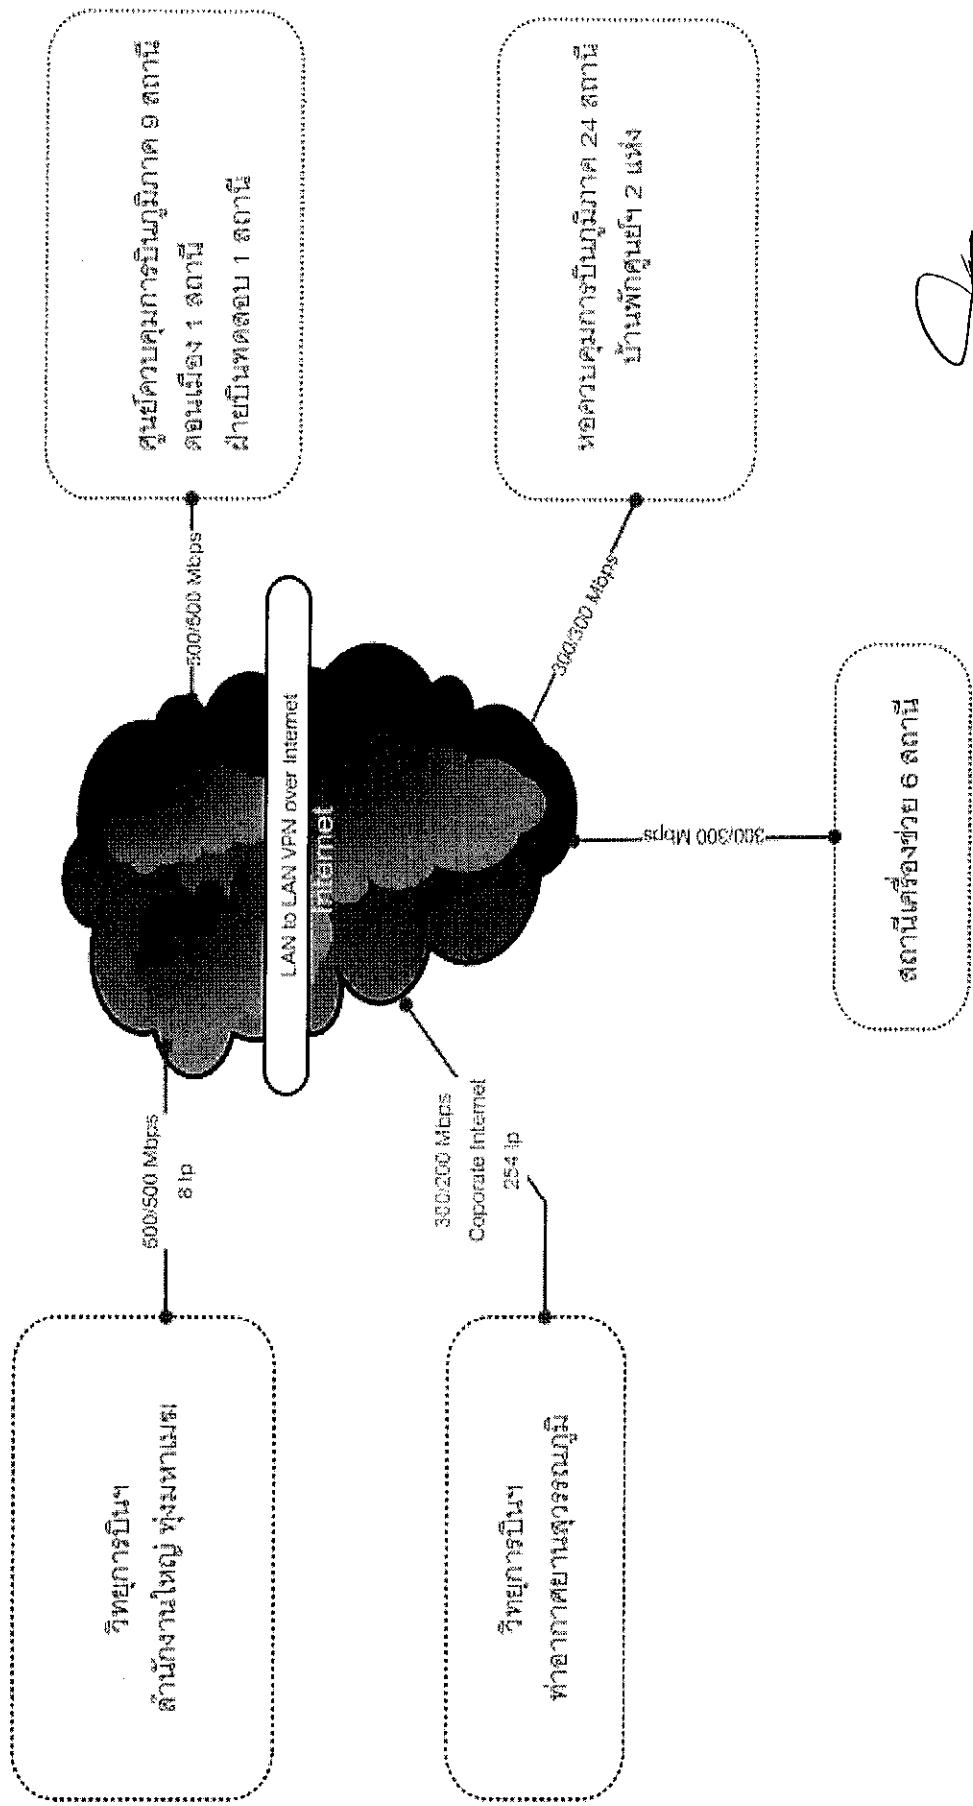 วิทยุการบินฯ
สำนักงานใหญ่ ทุ่งมหาเมฆ
500/500 Mbps
8 Ip
500/500 Mbps
ศูนย์ควบคุมการบินภูมิภาค 9 สถานี
ดอนเมือง 1 สถานี
ฝ่ายบินทดสอบ 1 สถานี
LAN to LAN VPN over Internet
Internet
วิทยุการบินฯ
ท่าอากาศยานสุวรรณภูมิ
300/200 Mbps
Coporate Internet
254 Ip
300/300 Mbps
หอควบคุมการบินภูมิภาค 24 สถานี
บ้านพักศูนย์ฯ 2 แห่ง
300/300 Mbps
สถานีเครื่องช่วย 6 สถานี